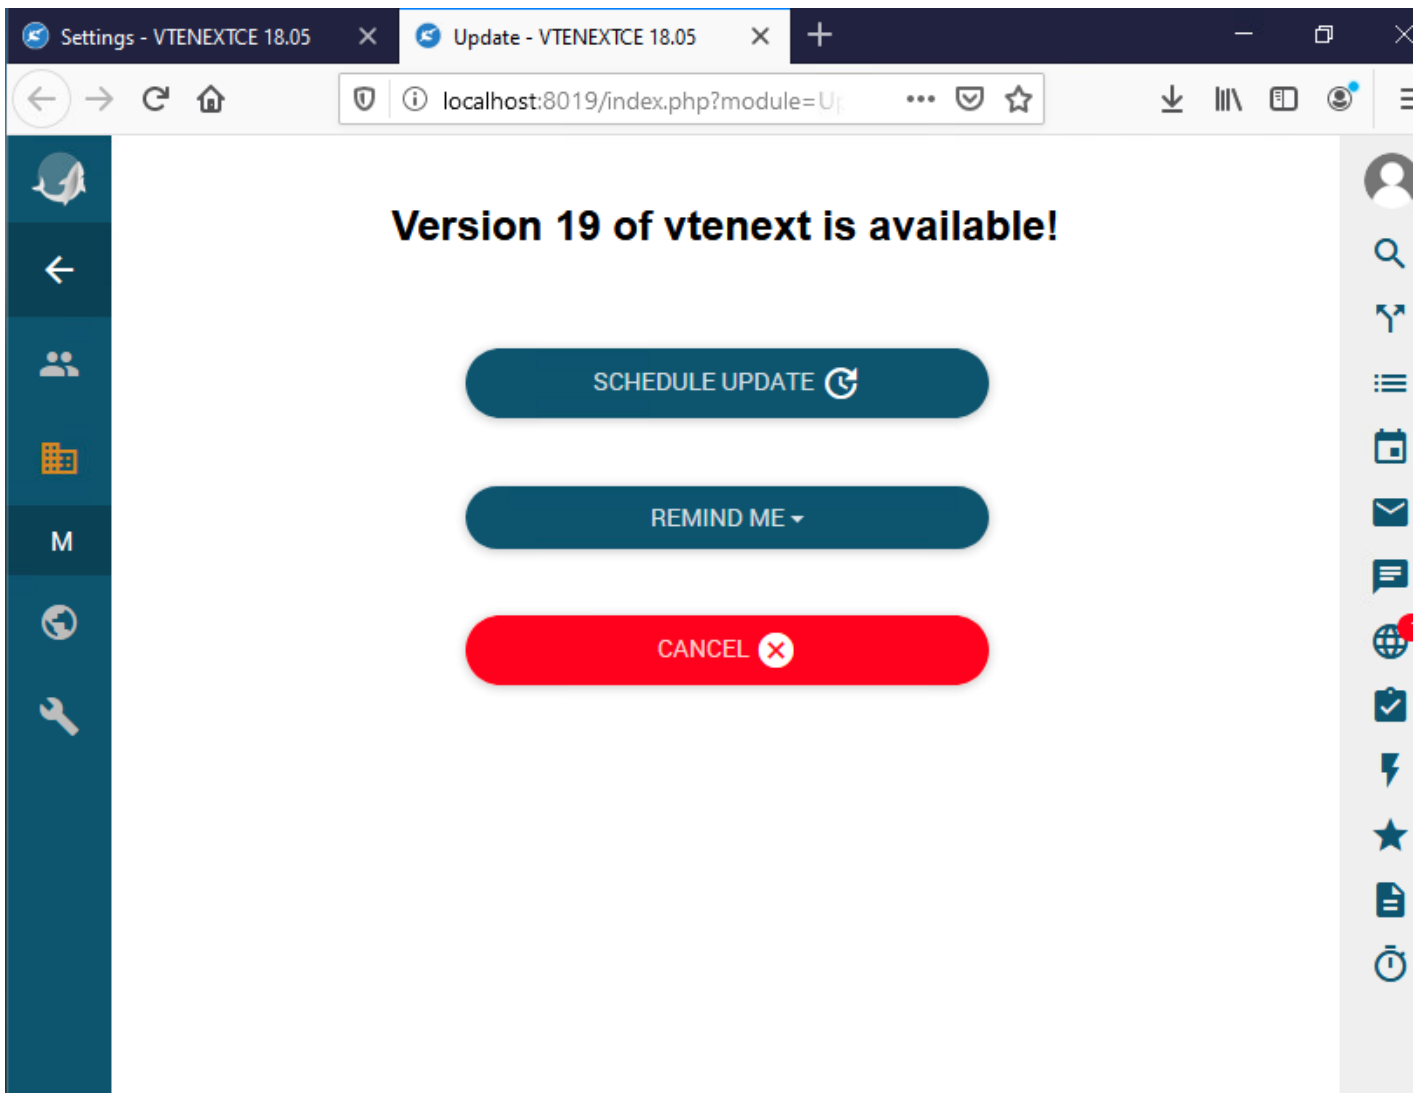 Settings - VTENEXTCE 18.05
Update - VTENEXTCE 18.05
localhost:8019/index.php?module=Up
Version 19 of vtenext is available!
SCHEDULE UPDATE
REMIND ME
M
CANCEL